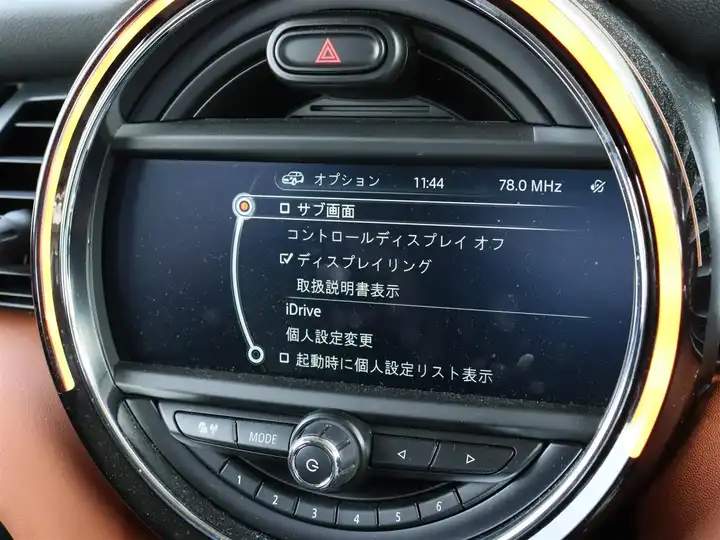 オプション 11:44 78.0 MHz
サブ画面
コントロールディスプレイ オフ
ディスプレイリング
取扱説明書表示
iDrive
個人設定変更
起動時に個人設定リスト表示
MODE
1 2 3 4 5 6